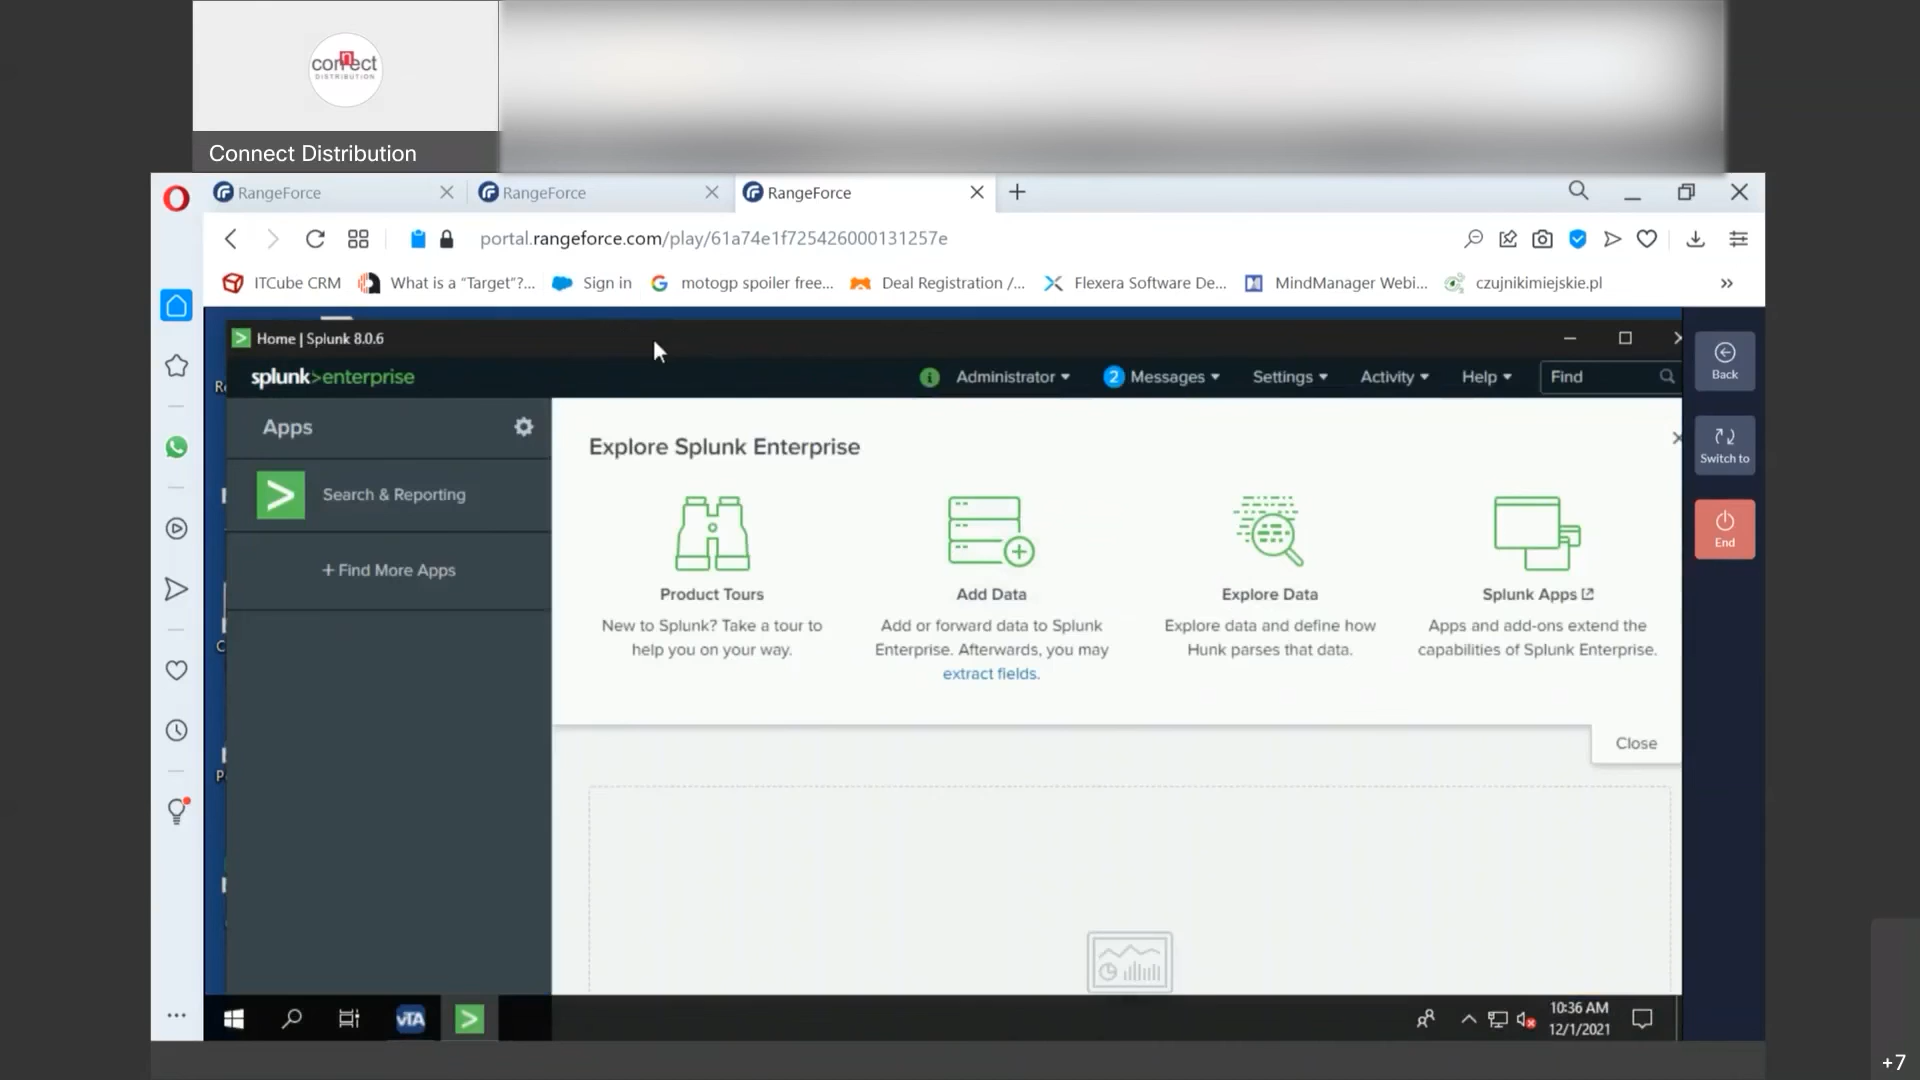 connect
DISTRIBUTION
Connect Distribution
RangeForce
RangeForce
RangeForce
portal.rangeforce.com/play/61a74e1f725426000131257e
ITCube CRM
What is a “Target”?...
Sign in
motogp spoiler free...
Deal Registration /...
Flexera Software De...
MindManager Webi...
czujnikimiejskie.pl
»
Home | Splunk 8.0.6
splunk>enterprise
Administrator
2
Messages
Settings
Activity
Help
Find
Back
Switch to
End
Apps
Search & Reporting
+ Find More Apps
Explore Splunk Enterprise
Product Tours
New to Splunk? Take a tour to
help you on your way.
Add Data
Add or forward data to Splunk
Enterprise. Afterwards, you may
extract fields.
Explore Data
Explore data and define how
Hunk parses that data.
Splunk Apps
Apps and add-ons extend the
capabilities of Splunk Enterprise.
Close
VTA
10:36 AM
12/1/2021
+7